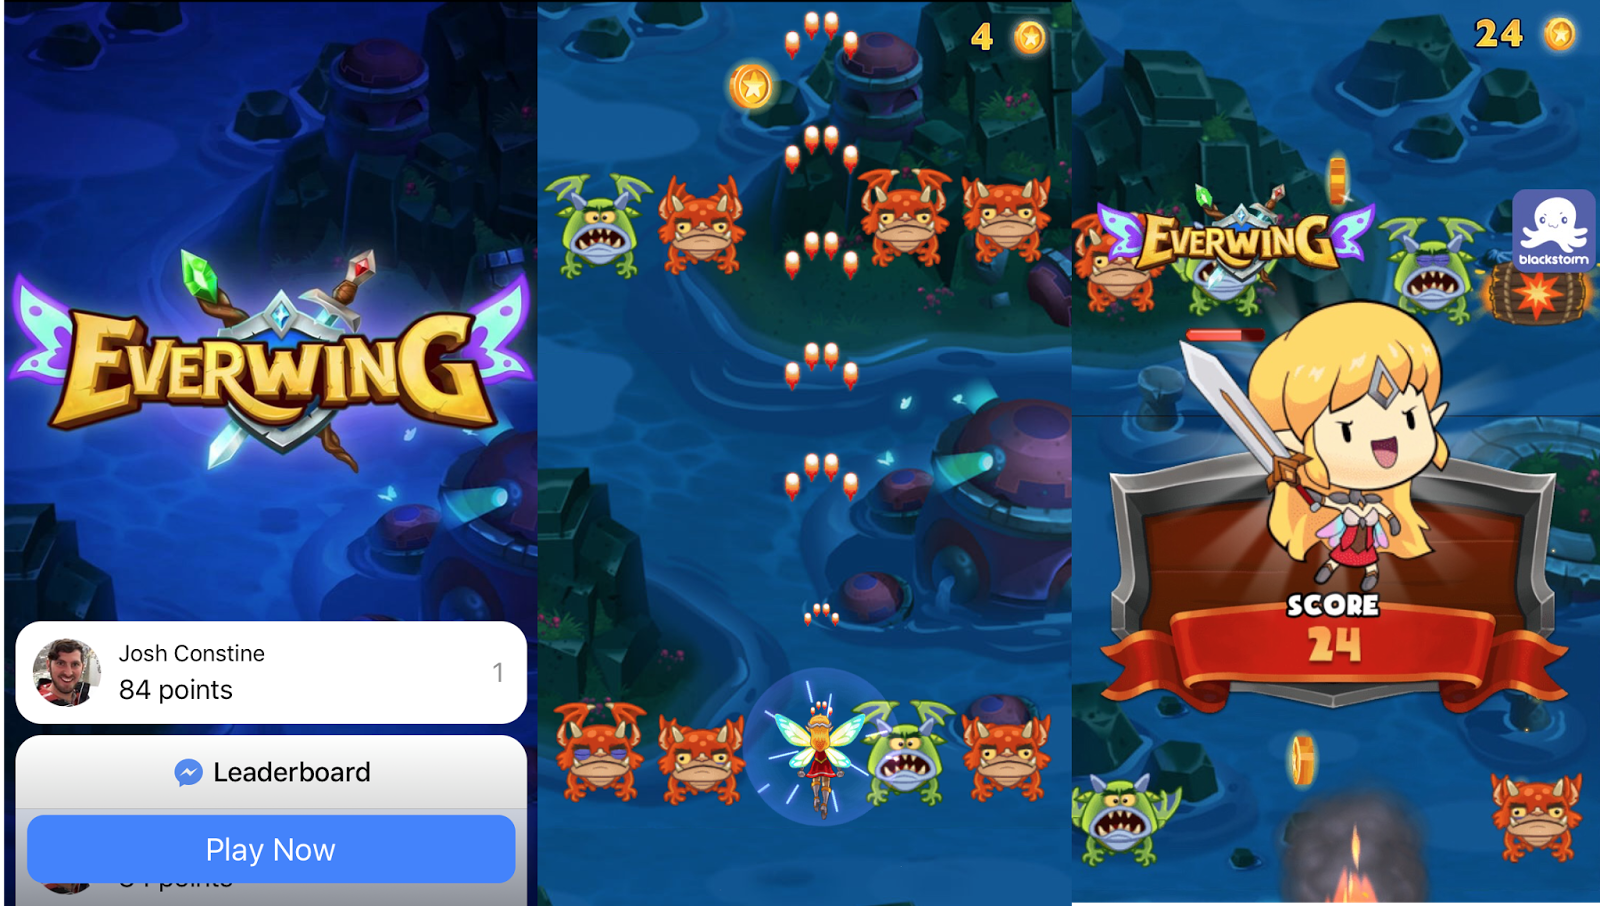 EVERWING
Josh Constine
84 points
1
Leaderboard
Play Now
4
24
EVERWING
blackstorm
SCORE
24